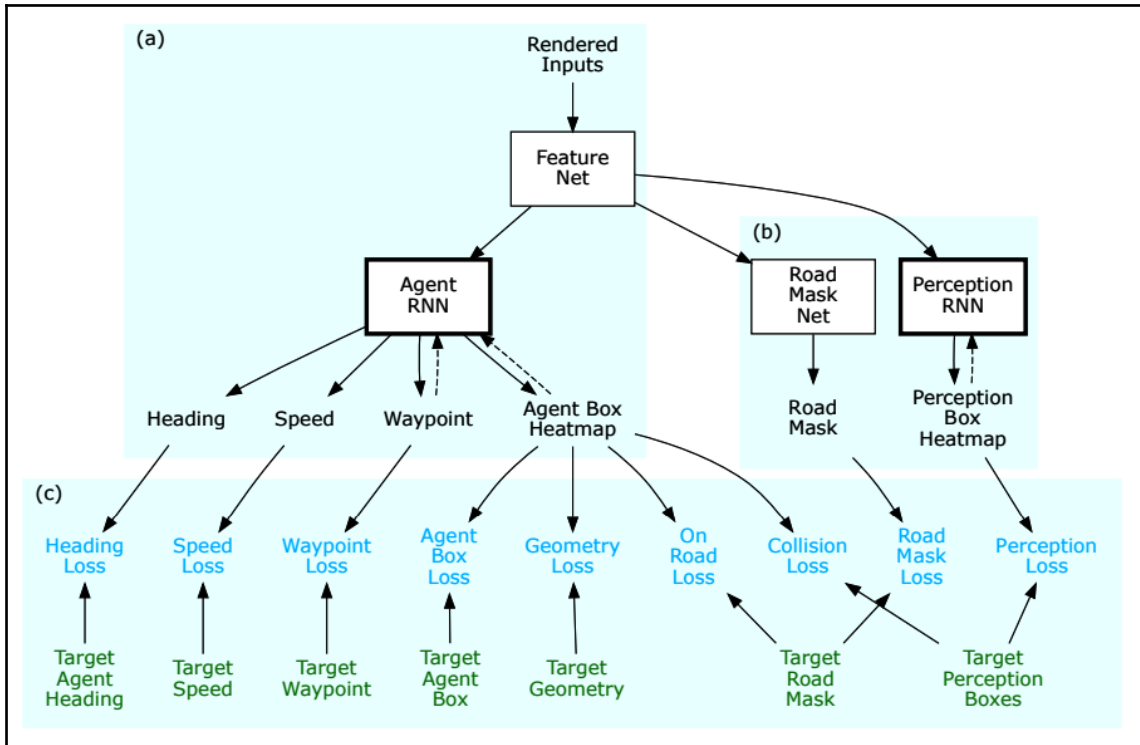 (a)
Rendered
Inputs
Feature
Net
(b)
Agent
RNN
Road
Mask
Net
Perception
RNN
Heading
Speed
Waypoint
Agent Box
Heatmap
Road
Mask
Perception
Box
Heatmap
(c)
Heading
Loss
Speed
Loss
Waypoint
Loss
Agent
Box
Loss
Geometry
Loss
On
Road
Loss
Collision
Loss
Road
Mask
Loss
Perception
Loss
Target
Agent
Heading
Target
Speed
Target
Waypoint
Target
Agent
Box
Target
Geometry
Target
Road
Mask
Target
Perception
Boxes